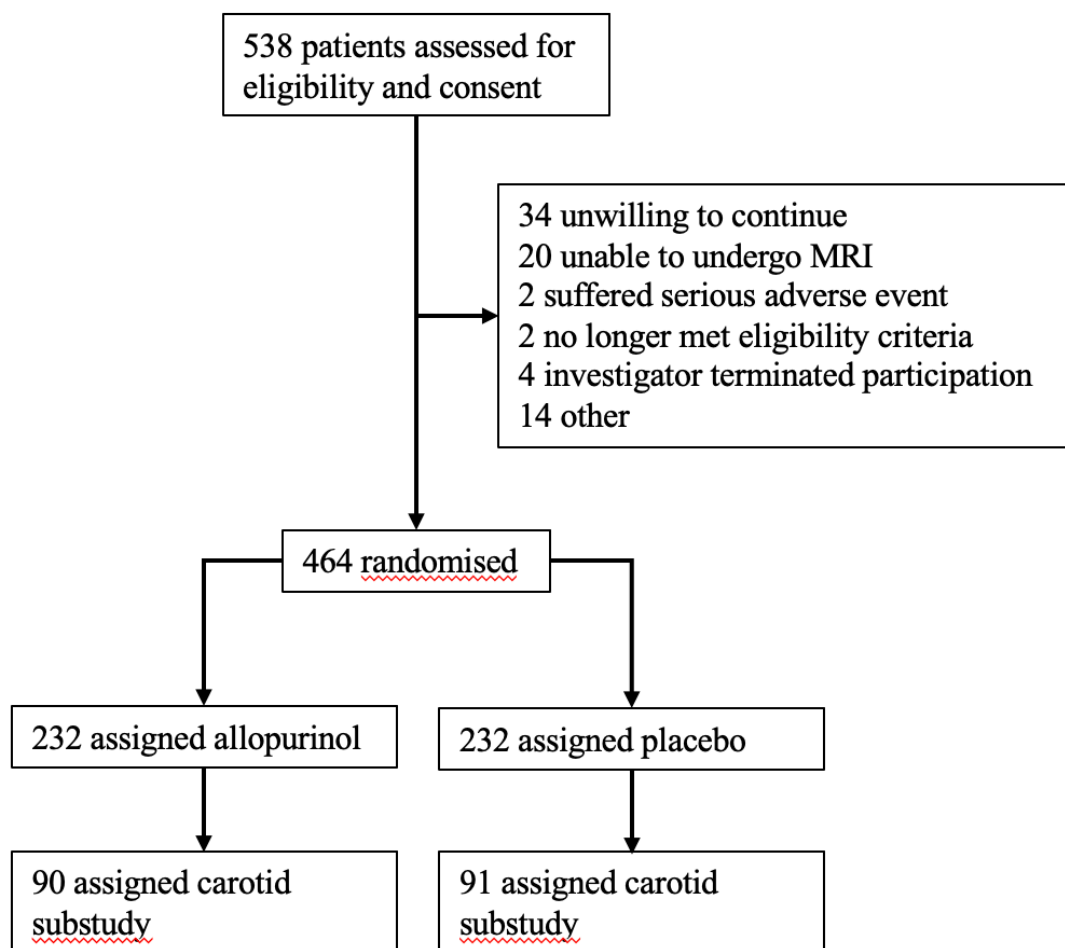 538 patients assessed for
eligibility and consent
34 unwilling to continue
20 unable to undergo MRI
2 suffered serious adverse event
2 no longer met eligibility criteria
4 investigator terminated participation
14 other
464 randomised
232 assigned allopurinol
232 assigned placebo
90 assigned carotid
substudy
91 assigned carotid
substudy